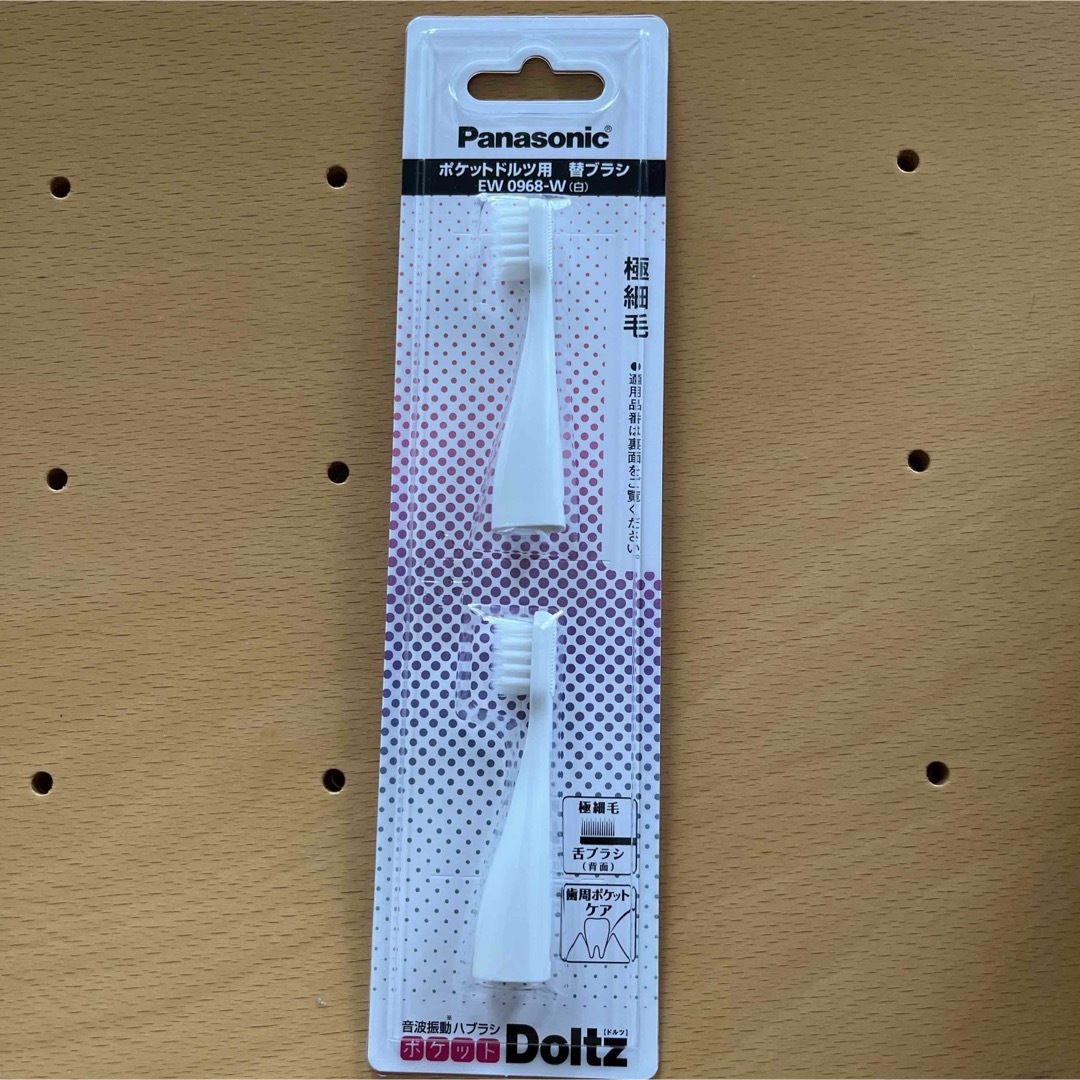 Panasonic®
ポケットドルツ用 替ブラシ
EW 0968-W(白)
極細毛
●適用品番は裏面をご覧ください。
極細毛
舌ブラシ
(背面)
歯周ポケット
ケア
音波振動※ハブラシ
ポケット Doltz [ドルツ]